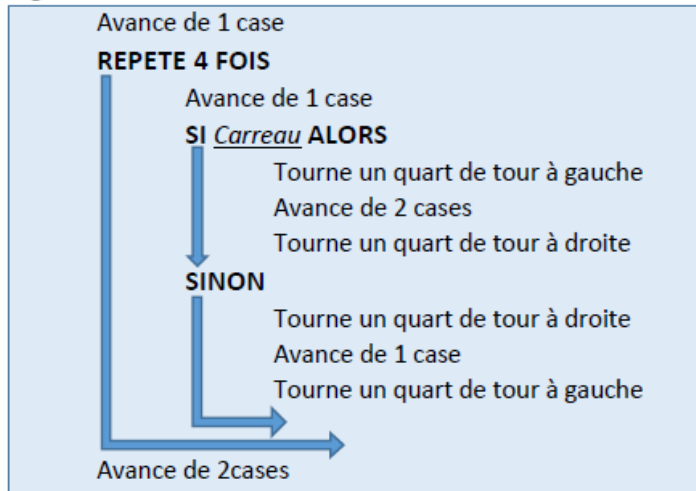 Avance de 1 case
REPETE 4 FOIS
Avance de 1 case
SI Carreau ALORS
Tourne un quart de tour à gauche
Avance de 2 cases
Tourne un quart de tour à droite
SINON
Tourne un quart de tour à droite
Avance de 1 case
Tourne un quart de tour à gauche
Avance de 2cases